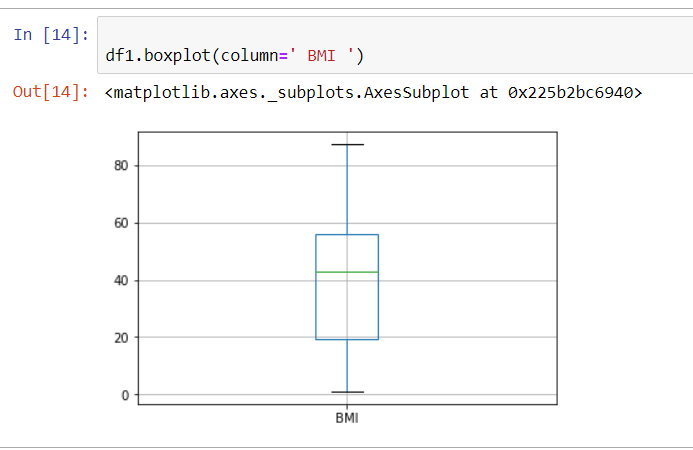 In [14]:
df1.boxplot(column=' BMI ')
Out[14]: <matplotlib.axes._subplots.AxesSubplot at 0x225b2bc6940>
80
60
40
20
0
BMI